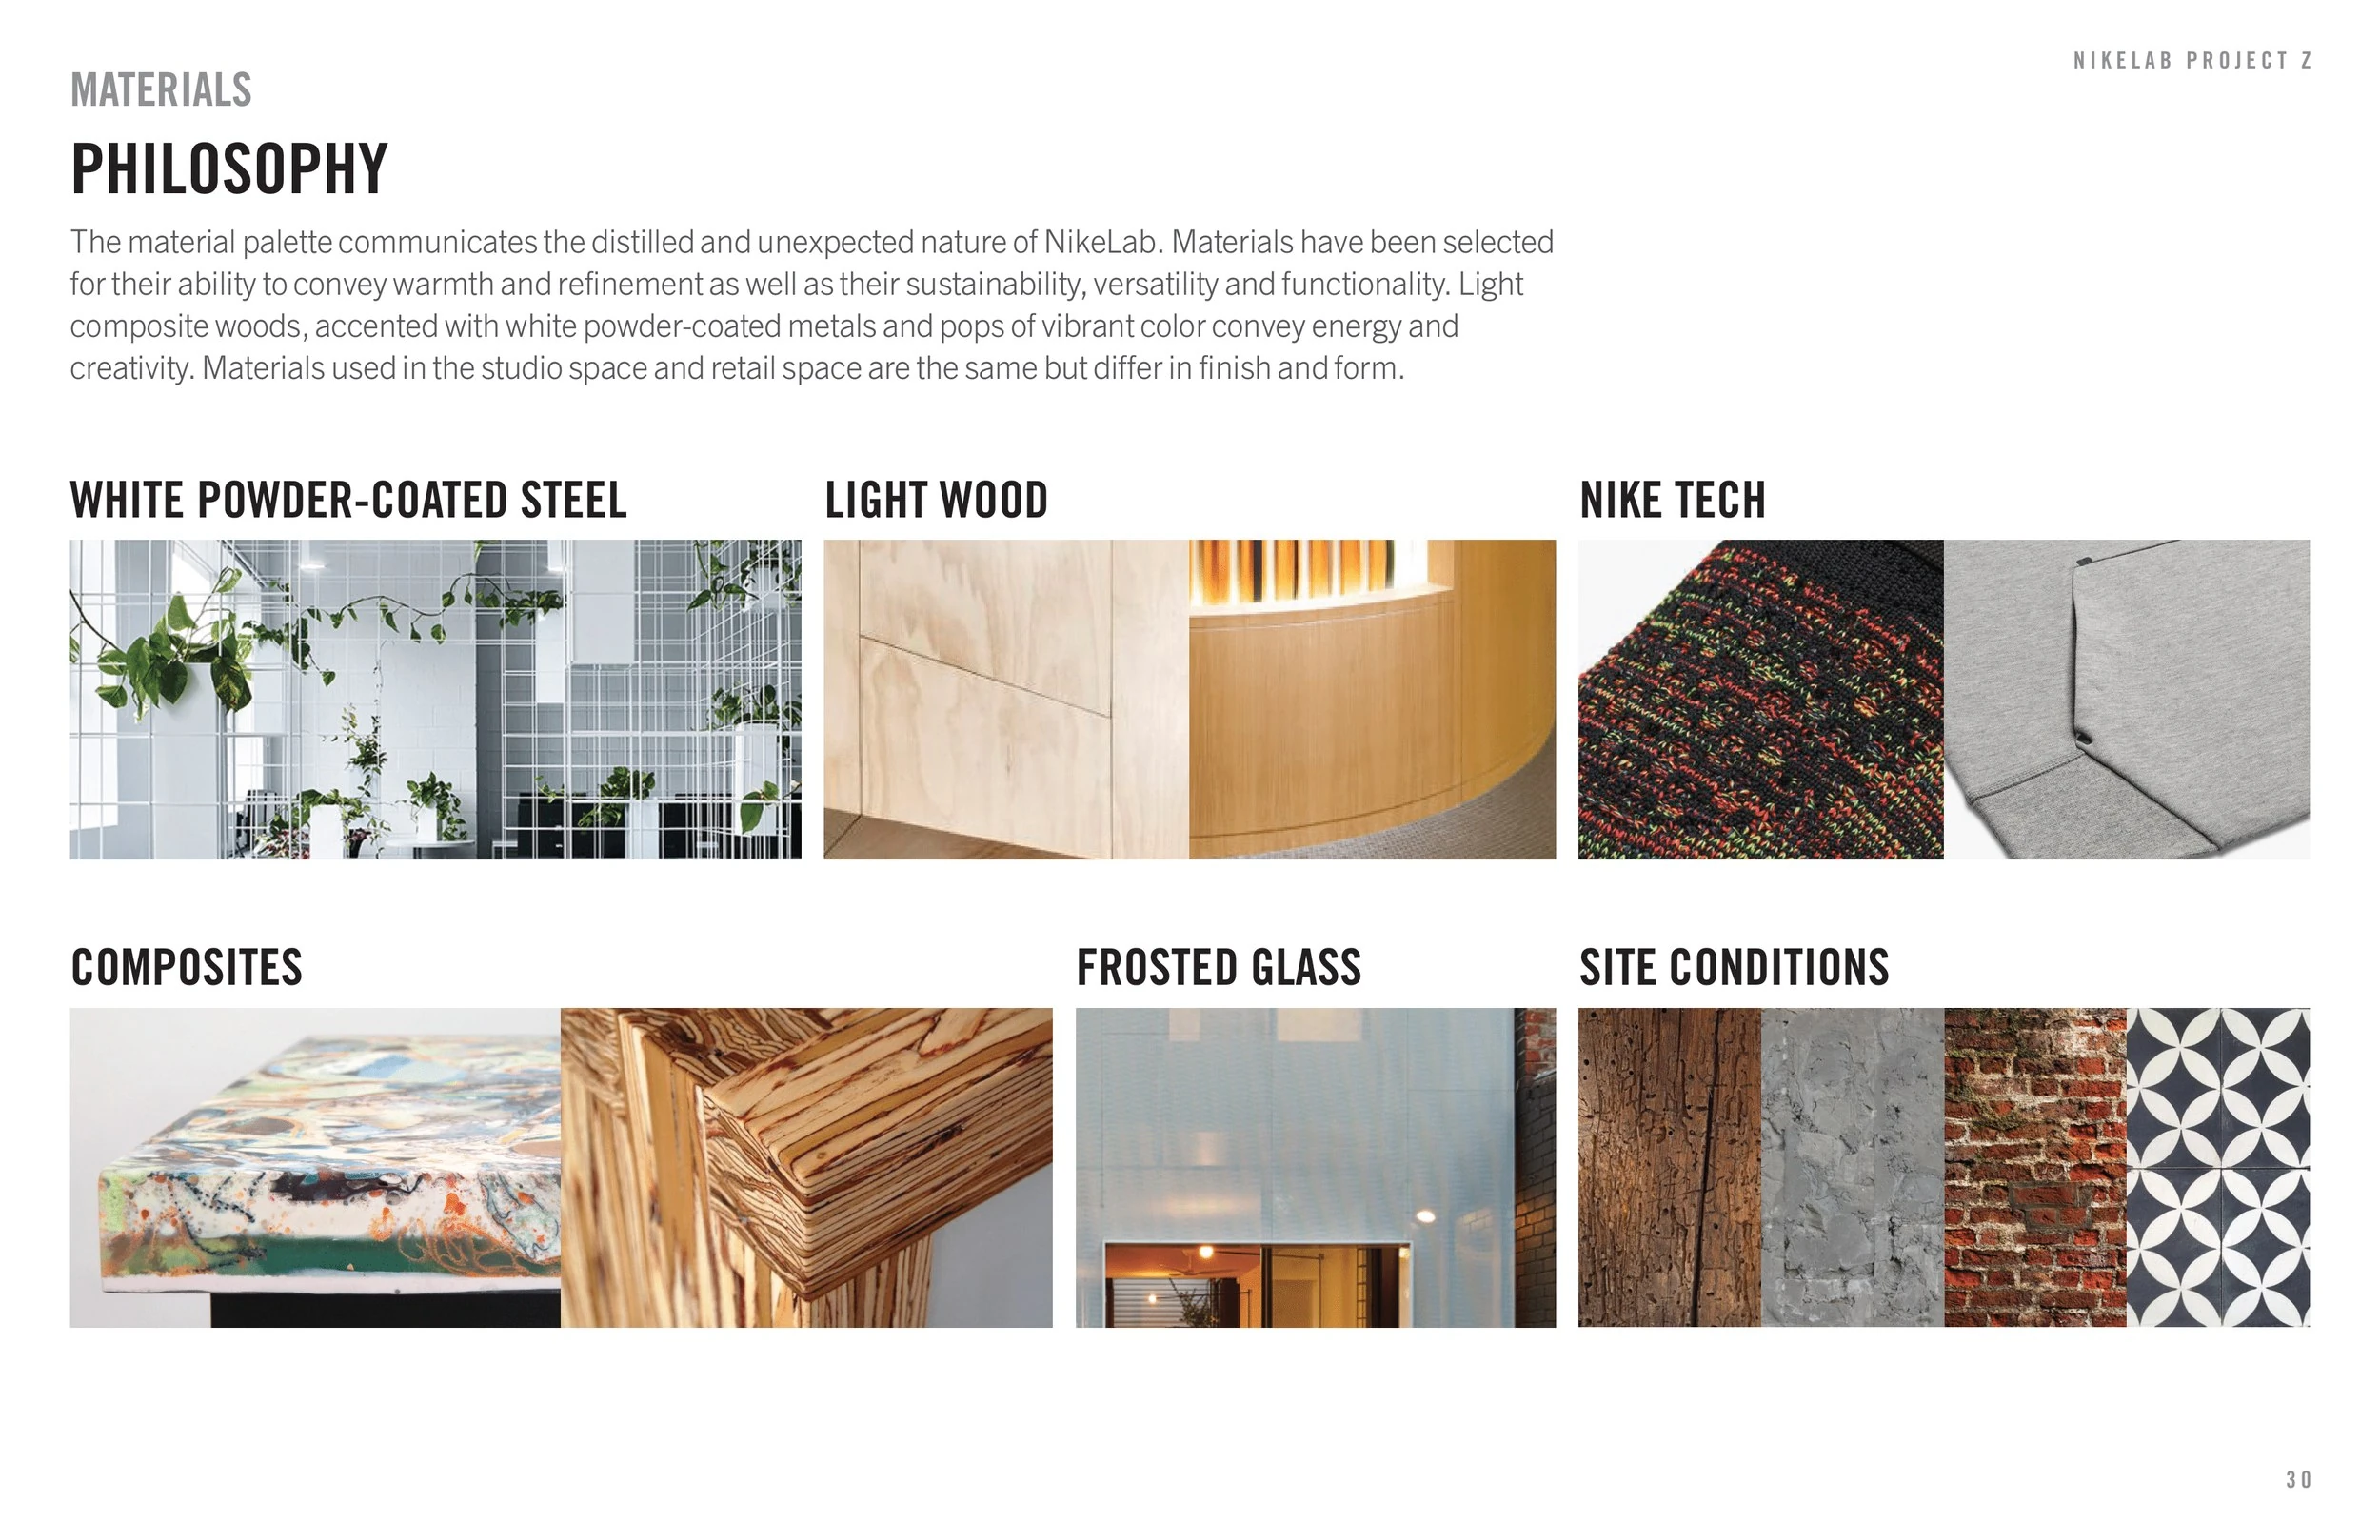 NIKELAB PROJECT Z
MATERIALS
PHILOSOPHY
The material palette communicates the distilled and unexpected nature of NikeLab. Materials have been selected
for their ability to convey warmth and refinement as well as their sustainability, versatility and functionality. Light
composite woods, accented with white powder-coated metals and pops of vibrant color convey energy and
creativity. Materials used in the studio space and retail space are the same but differ in finish and form.
WHITE POWDER-COATED STEEL
LIGHT WOOD
NIKE TECH
COMPOSITES
FROSTED GLASS
SITE CONDITIONS
30